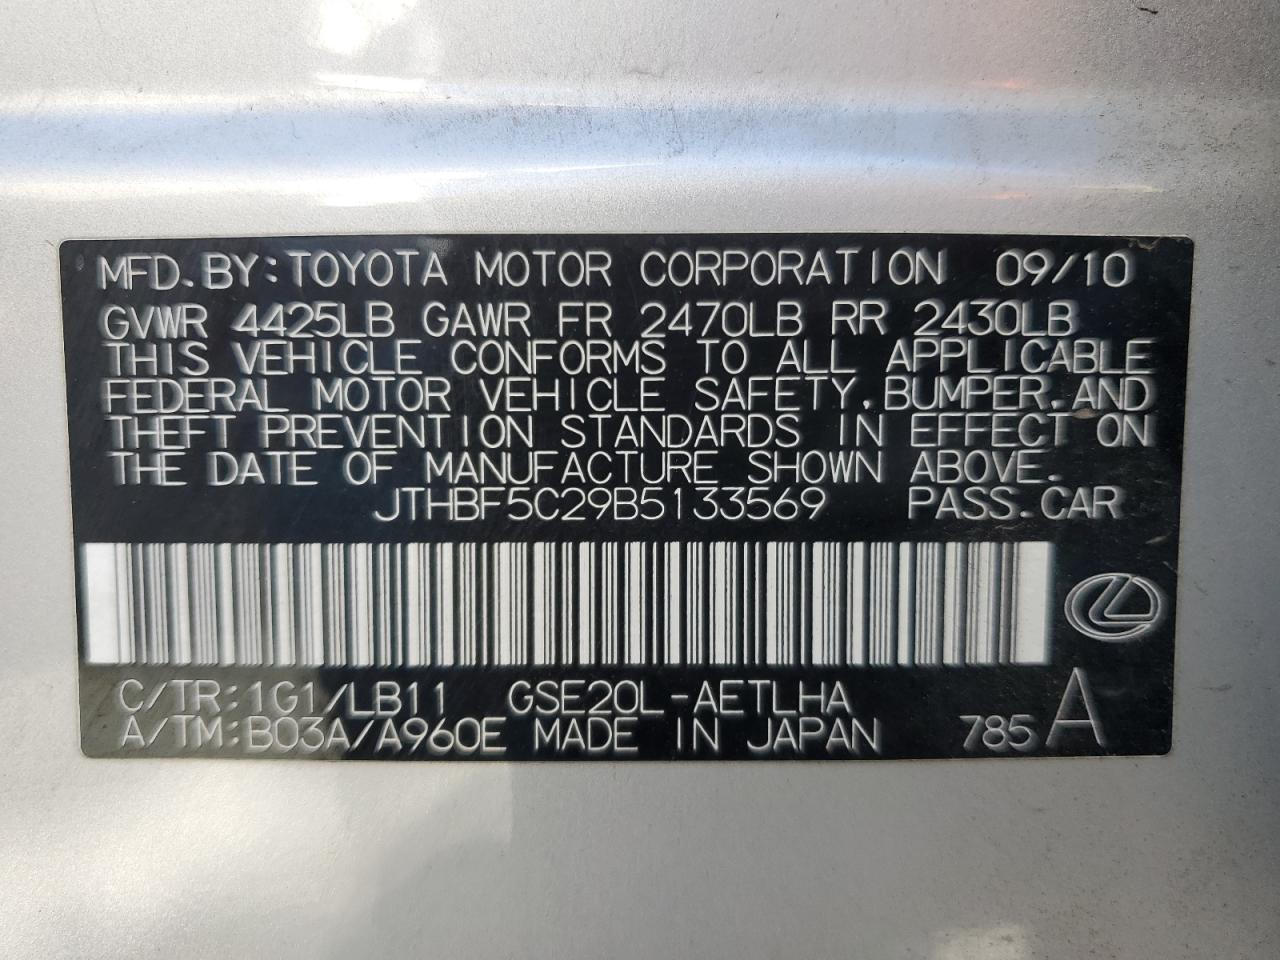 MFD.BY:TOYOTA MOTOR CORPORATION 09/10
GVWR 4425LB GAWR FR 2470LB RR 2430LB
THIS VEHICLE CONFORMS TO ALL APPLICABLE
FEDERAL MOTOR VEHICLE SAFETY,BUMPER,AND
THEFT PREVENTION STANDARDS IN EFFECT ON
THE DATE OF MANUFACTURE SHOWN ABOVE.
JTHBF5C29B5133569 PASS.CAR
C/TR:1G1/LB11 GSE20L-AETLHA
A/TM:B03A/A960E MADE IN JAPAN 785 A